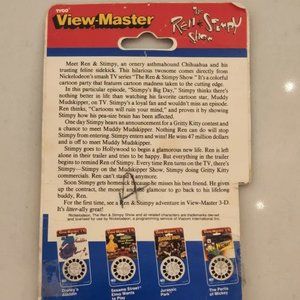 TYCO
View-Master
The
Ren & Stimpy
Show
Meet Ren & Stimpy, an ornery asthmahound Chihuahua and his
trusting feline sidekick. This hilarious twosome comes directly from
Nickelodeon's smash TV series "The Ren & Stimpy Show." It's a colorful
cartoon party that features cartoon madness taken to the cutting edge.
In this particular episode, "Stimpy's Big Day," Stimpy thinks there's
nothing better in life than watching his favorite cartoon star, Muddy
Mudskipper, on TV. Stimpy's a loyal fan and wouldn't miss an episode.
Ren thinks, "Cartoons will ruin your mind," and proves it by showing
Stimpy how his pea-size brain has been affected.
One day Stimpy hears an announcement for a Gritty Kitty contest and
a chance to meet Muddy Mudskipper. Nothing Ren can do will stop
Stimpy from entering. Stimpy enters and wins! He wins 47 million dollars
and is off to meet Muddy Mudskipper.
Stimpy goes to Hollywood to begin a glamorous new life. Ren is left
alone in their trailer and tries to be happy. But everything in the trailer
begins to remind Ren of Stimpy. Every time Ren turns on the TV, there's
Stimpy—Stimpy on the Mudskipper Show, Stimpy doing Gritty Kitty
commercials. Ren can't stand it anymore.
Soon Stimpy gets homesick because he misses his best friend. He gives
up the contract, the money and the glamour to go back to his lifelong
buddy, Ren.
For the first time, see a Ren & Stimpy adventure in View-Master 3-D.
It's litter-ally great!
Nickelodeon, The Ren & Stimpy Show and all related characters are trademarks owned
and licensed for use by Nickelodeon, a programming service of Viacom International Inc.
Disney's
Aladdin
Sesame Street
Elmo Wants
to Play
Jurassic
Park
The Perils
of Mickey